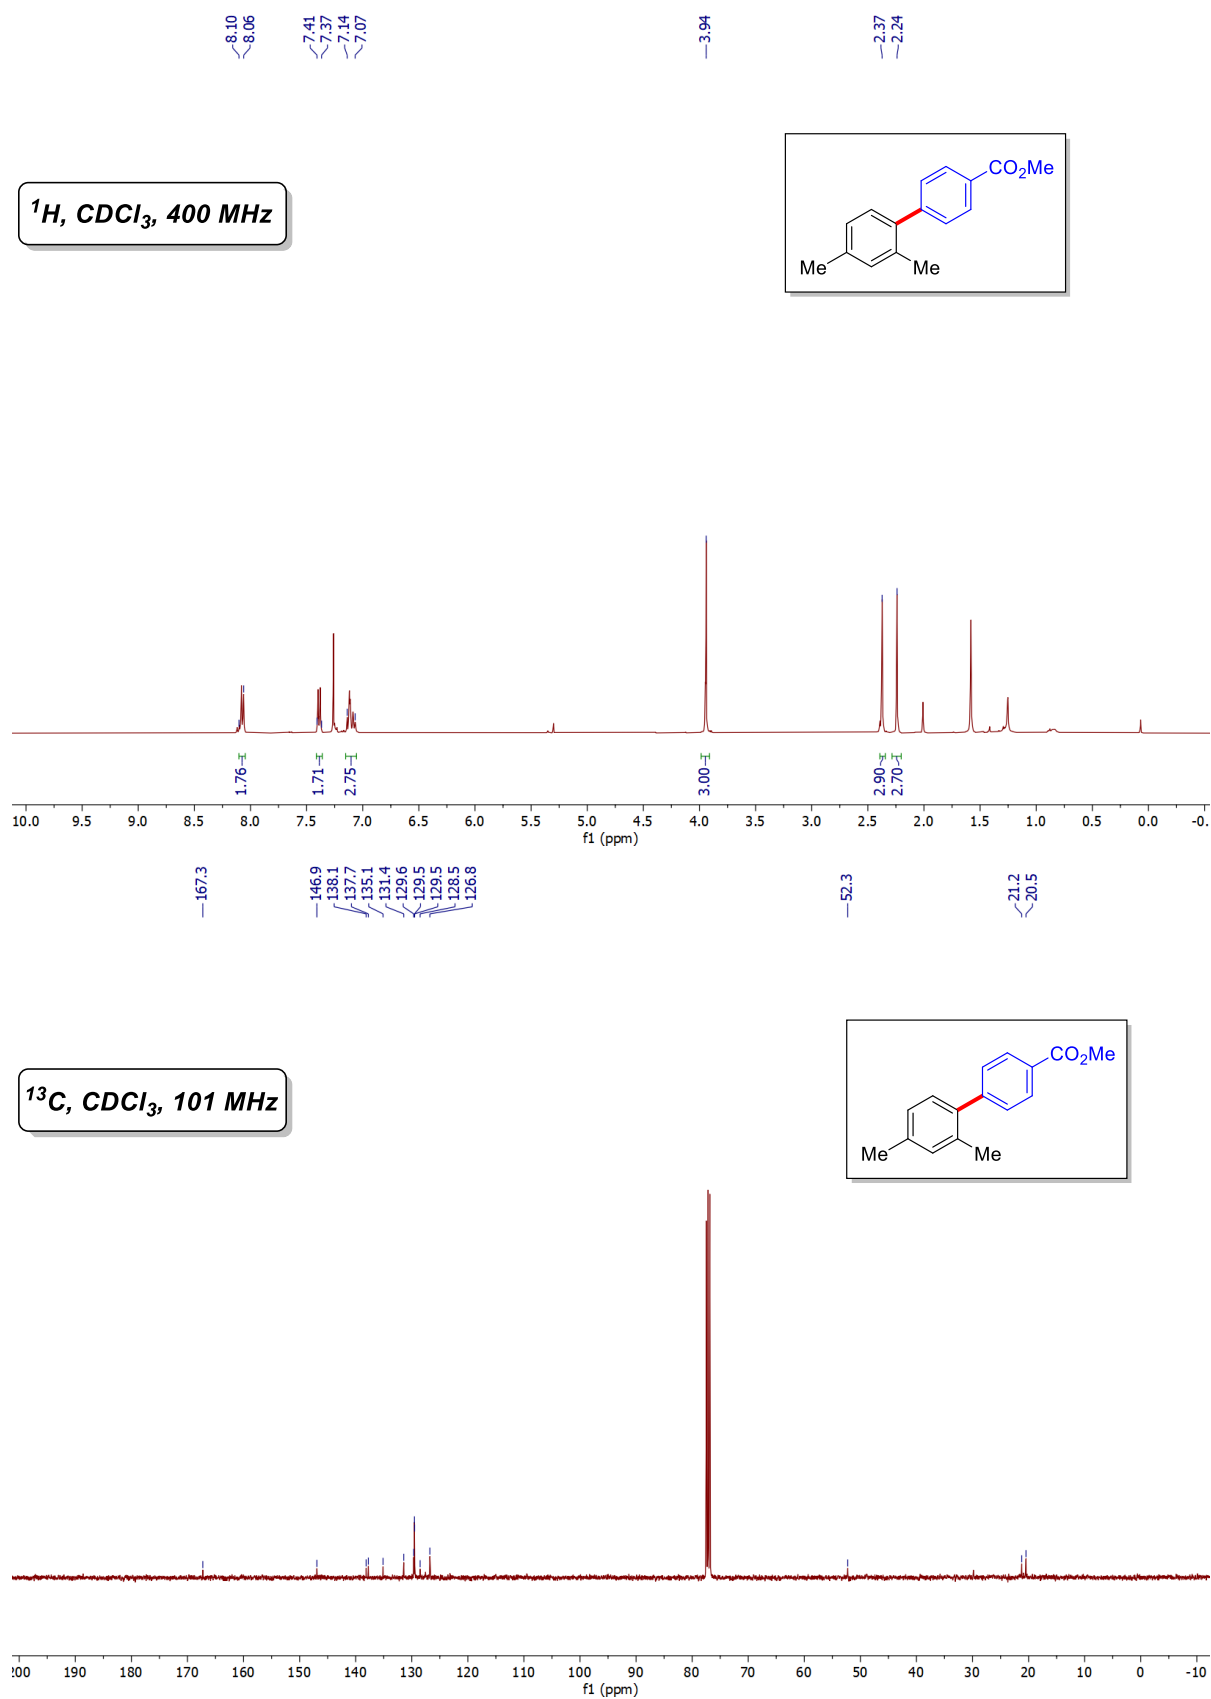 8.10
8.06
7.41
7.37
7.14
7.07
3.94
2.37
2.24
¹H, CDCl₃, 400 MHz
CO₂Me
Me
Me
1.76
1.71
2.75
3.00
2.90
2.70
10.0 9.5 9.0 8.5 8.0 7.5 7.0 6.5 6.0 5.5 5.0 4.5 4.0 3.5 3.0 2.5 2.0 1.5 1.0 0.5 0.0 -0.
f1 (ppm)
167.3
146.9
138.1
137.7
135.1
131.4
129.6
129.5
129.5
128.5
126.8
52.3
21.2
20.5
¹³C, CDCl₃, 101 MHz
CO₂Me
Me
Me
200 190 180 170 160 150 140 130 120 110 100 90 80 70 60 50 40 30 20 10 0 -10
f1 (ppm)